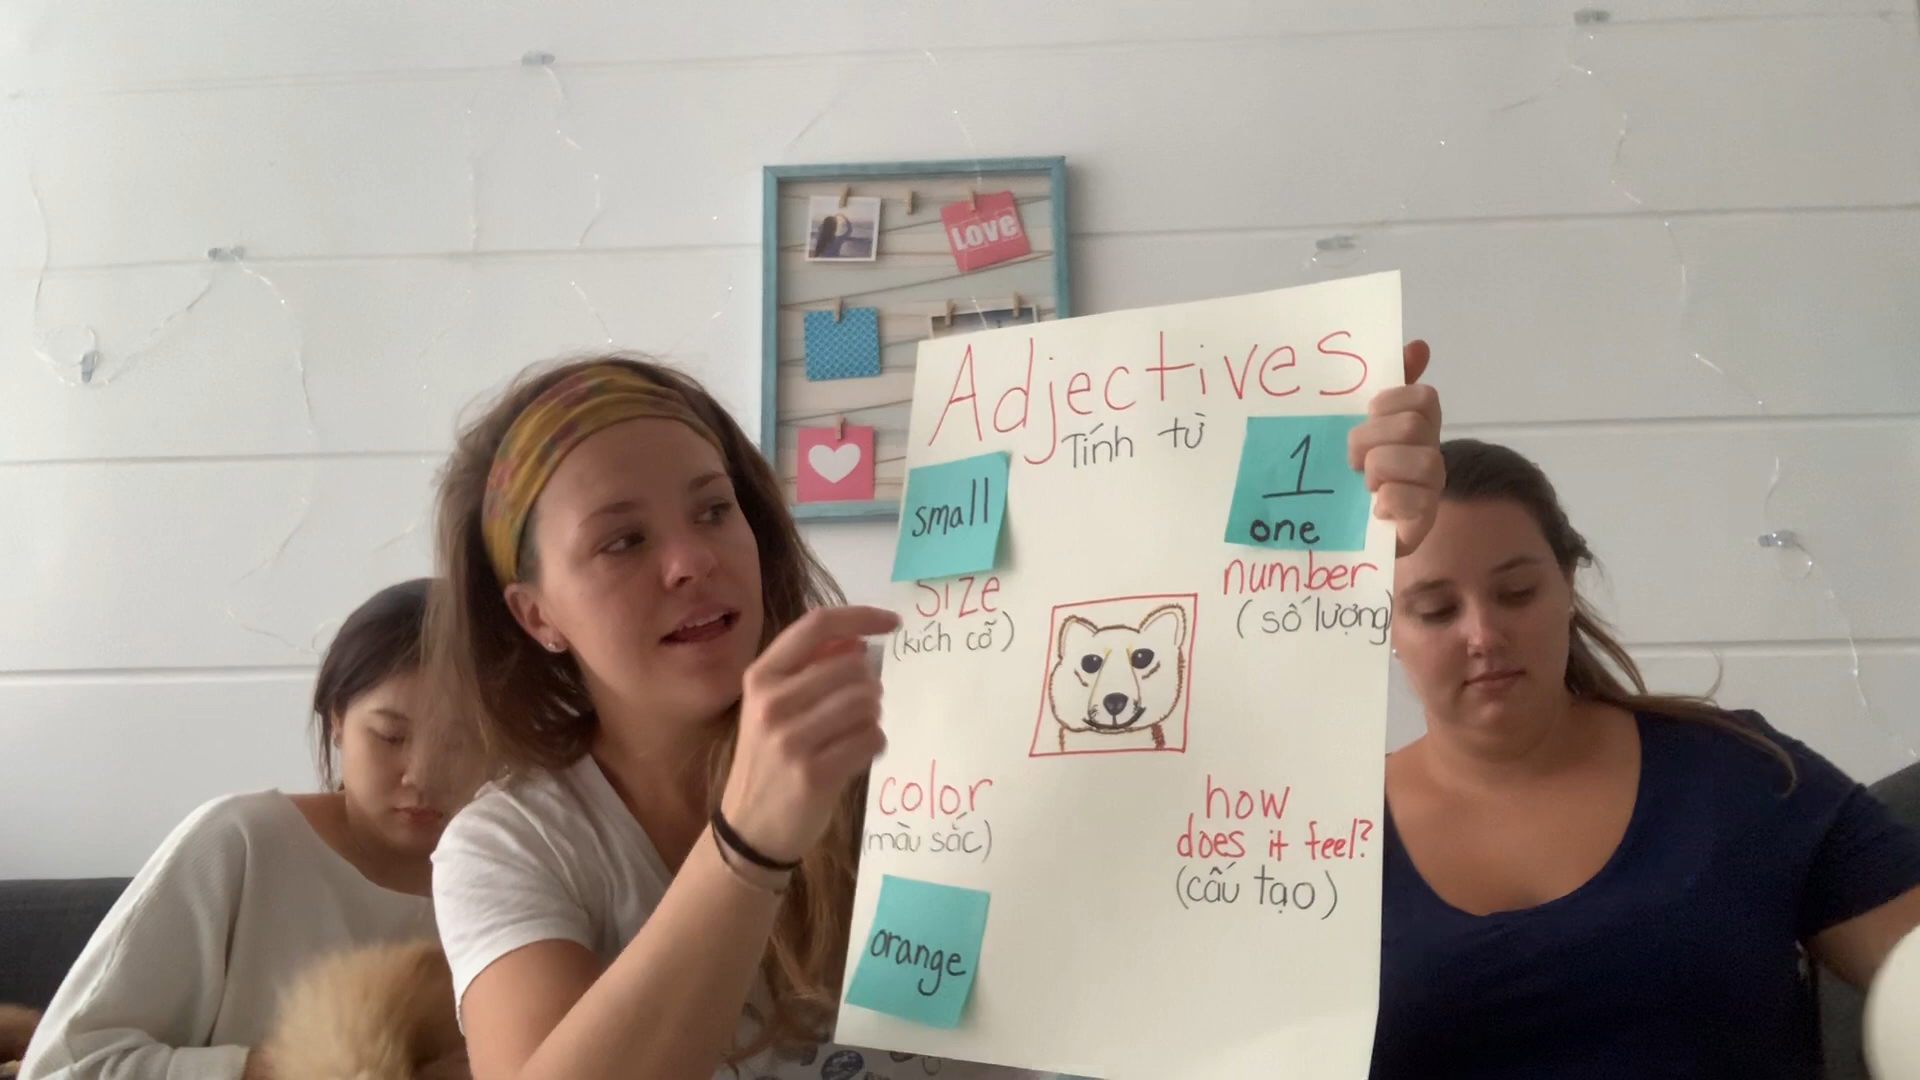 LOVE
Adjectives
Tính từ
small
1
one
size
(kích cỡ)
number
(số lượng)
color
(màu sắc)
how
does it feel?
(cấu tạo)
orange